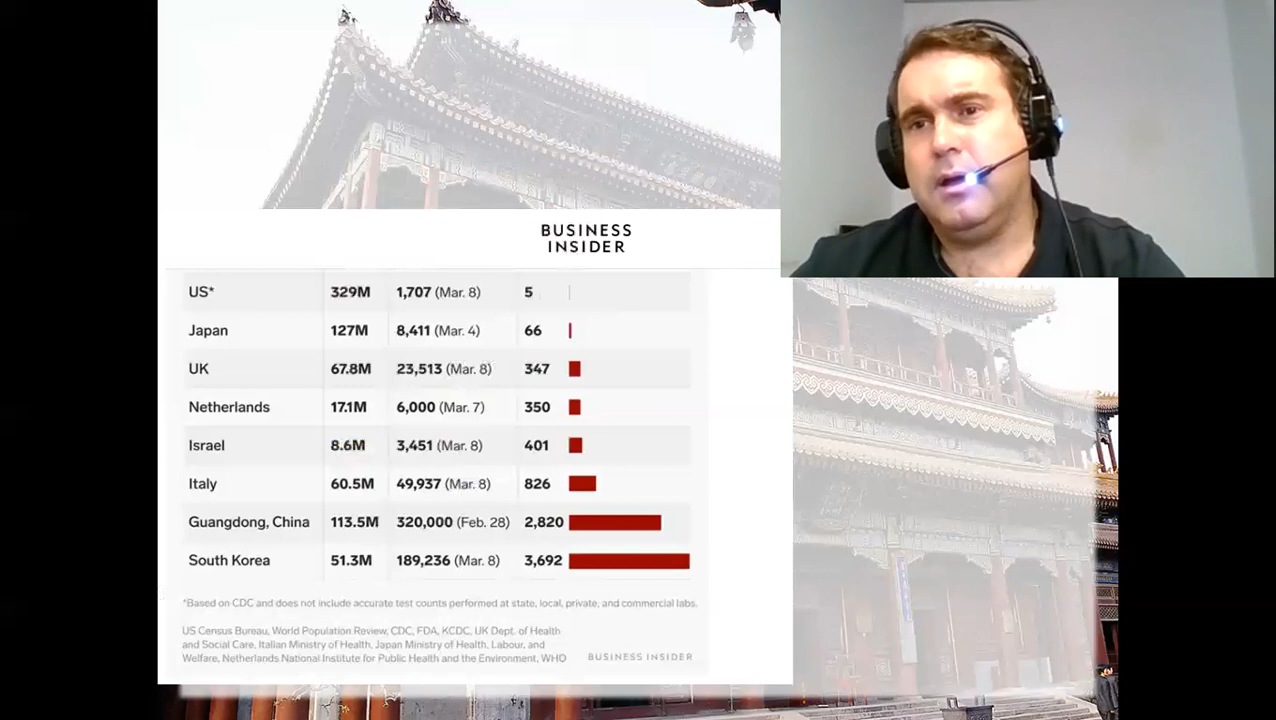 BUSINESS
INSIDER
US* 329M 1,707 (Mar. 8) 5
Japan 127M 8,411 (Mar. 4) 66
UK 67.8M 23,513 (Mar. 8) 347
Netherlands 17.1M 6,000 (Mar. 7) 350
Israel 8.6M 3,451 (Mar. 8) 401
Italy 60.5M 49,937 (Mar. 8) 826
Guangdong, China 113.5M 320,000 (Feb. 28) 2,820
South Korea 51.3M 189,236 (Mar. 8) 3,692
*Based on CDC and does not include accurate test counts performed at state, local, private, and commercial labs.
US Census Bureau, World Population Review, CDC, FDA, KCDC, UK Dept. of Health
and Social Care, Italian Ministry of Health, Japan Ministry of Health, Labour, and
Welfare, Netherlands National Institute for Public Health and the Environment, WHO
BUSINESS INSIDER